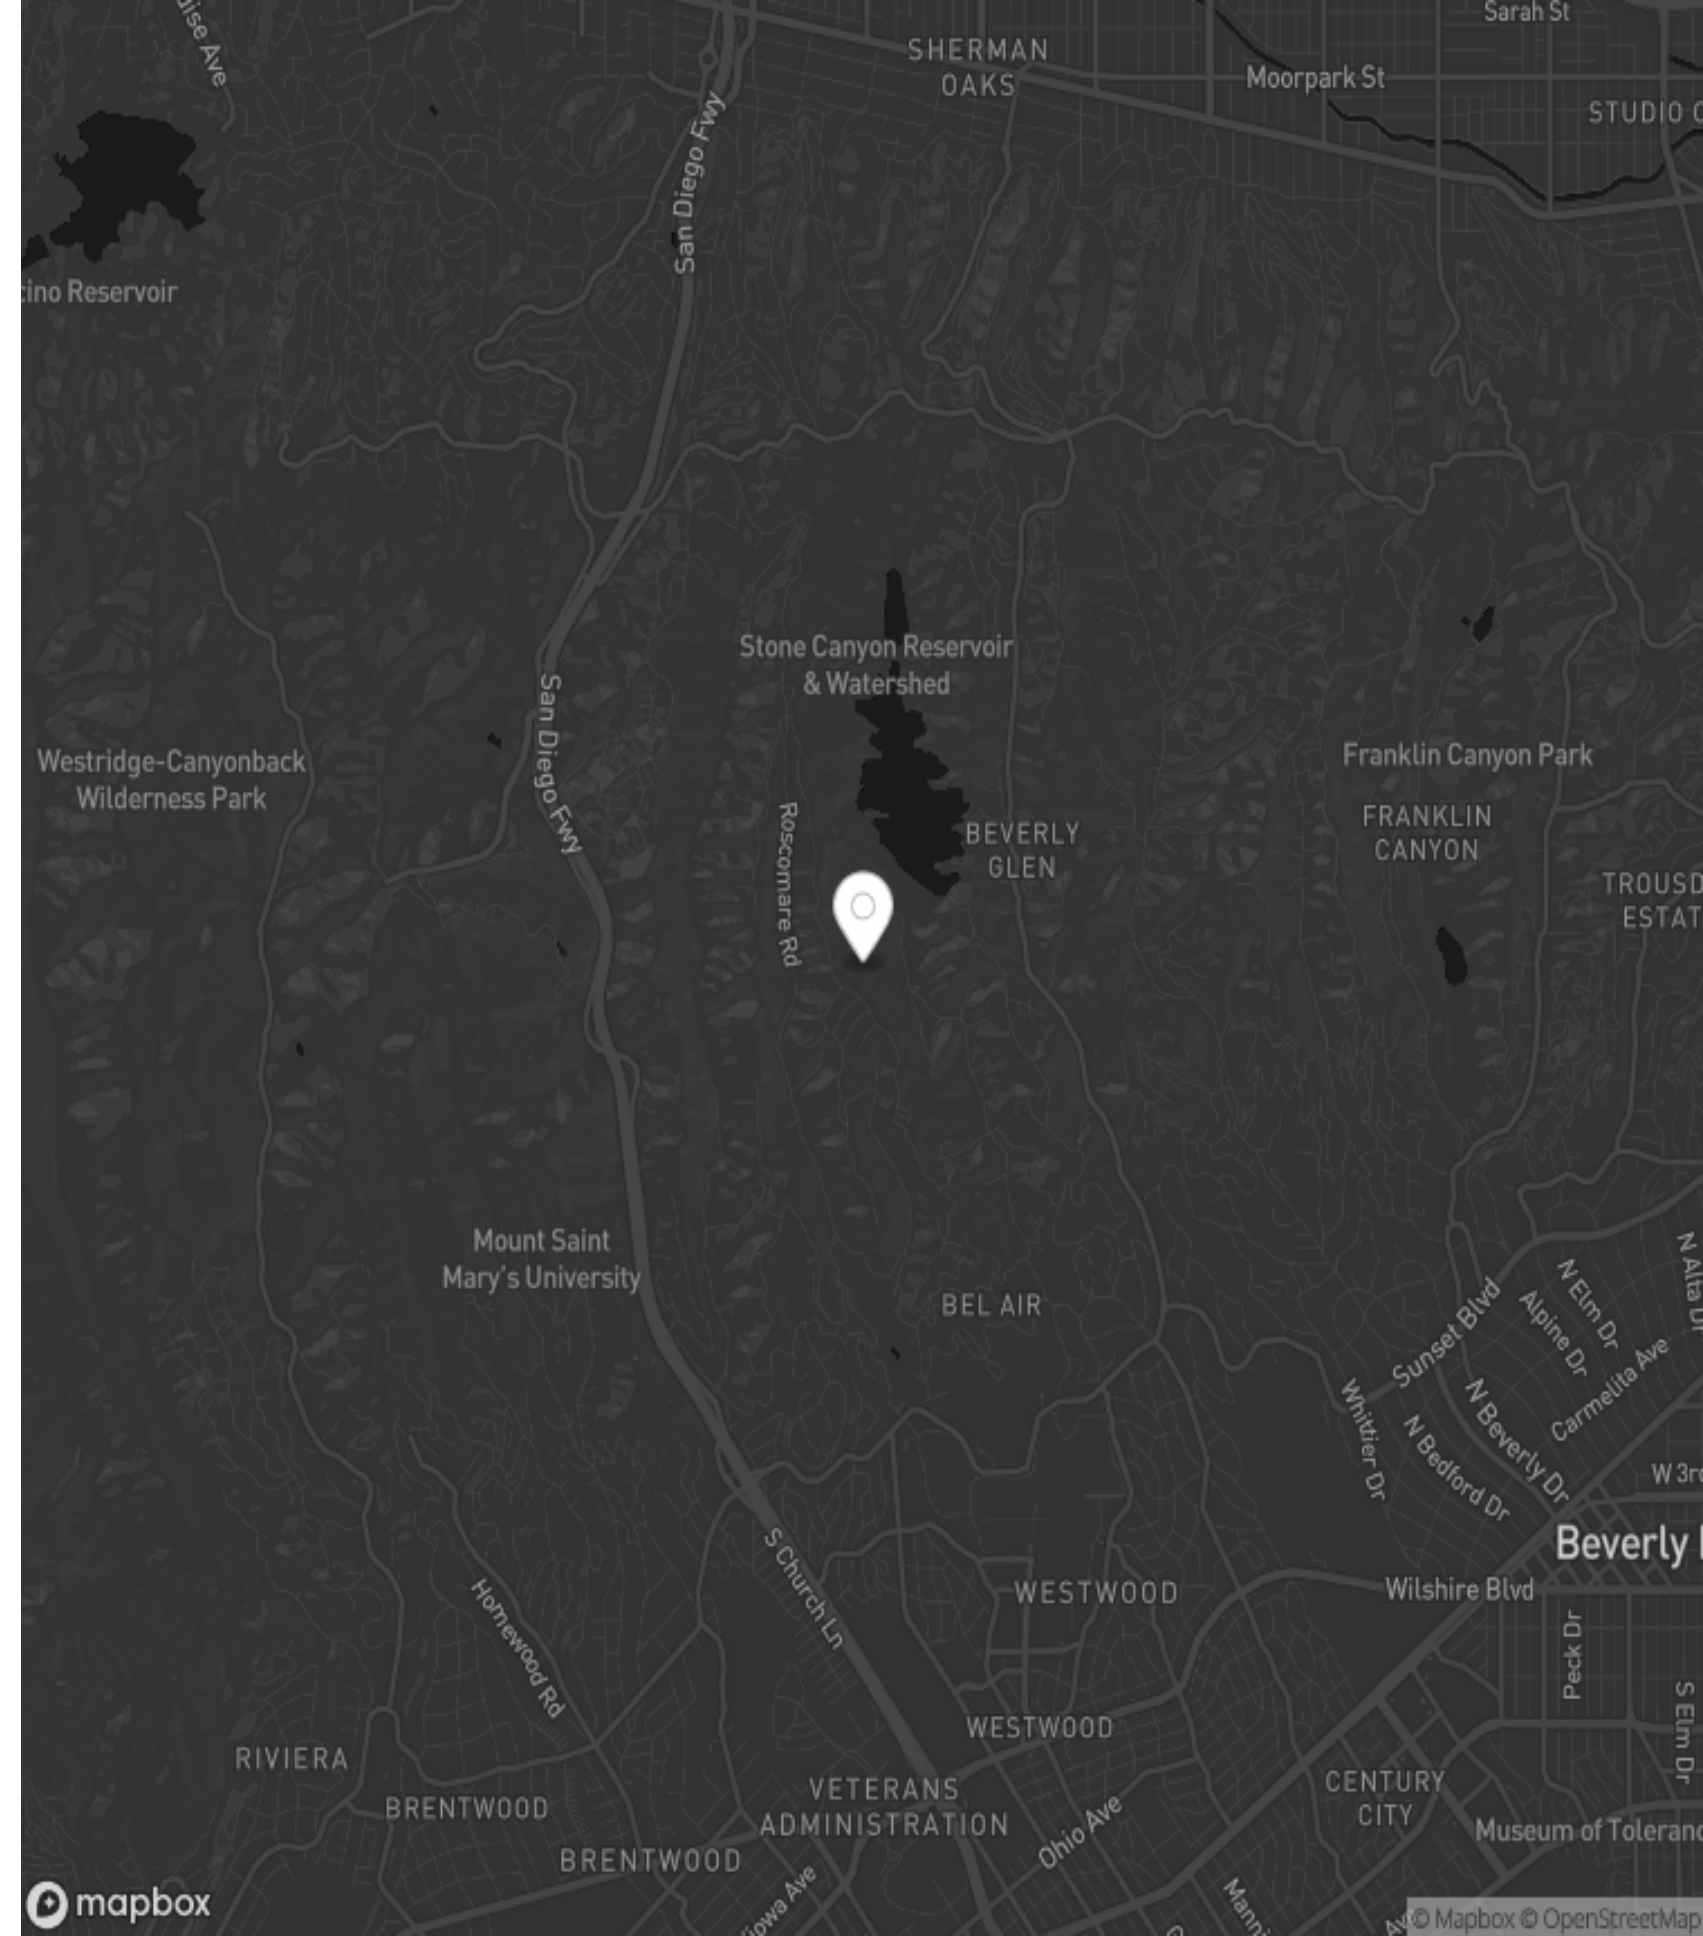 Sarah St
SHERMAN
OAKS
Moorpark St
STUDIO C
San Diego Fwy
ino Reservoir
Stone Canyon Reservoir
& Watershed
San Diego Fwy
Westridge-Canyonback
Wilderness Park
Franklin Canyon Park
Roscomare Rd
BEVERLY
GLEN
FRANKLIN
CANYON
TROUSD
ESTAT
Mount Saint
Mary's University
BEL AIR
N Alta Dr
N Elm Dr
Alpine Dr
Sunset Blvd
Carmelita Ave
Whittier Dr
N Beverly Dr
N Bedford Dr
W 3rd
Beverly
S Church Ln
WESTWOOD
Wilshire Blvd
Homewood Rd
Peck Dr
S Elm Dr
WESTWOOD
RIVIERA
VETERANS
ADMINISTRATION
CENTURY
CITY
BRENTWOOD
Ohio Ave
Museum of Toleranc
BRENTWOOD
Iowa Ave
Manni
mapbox
© Mapbox © OpenStreetMap